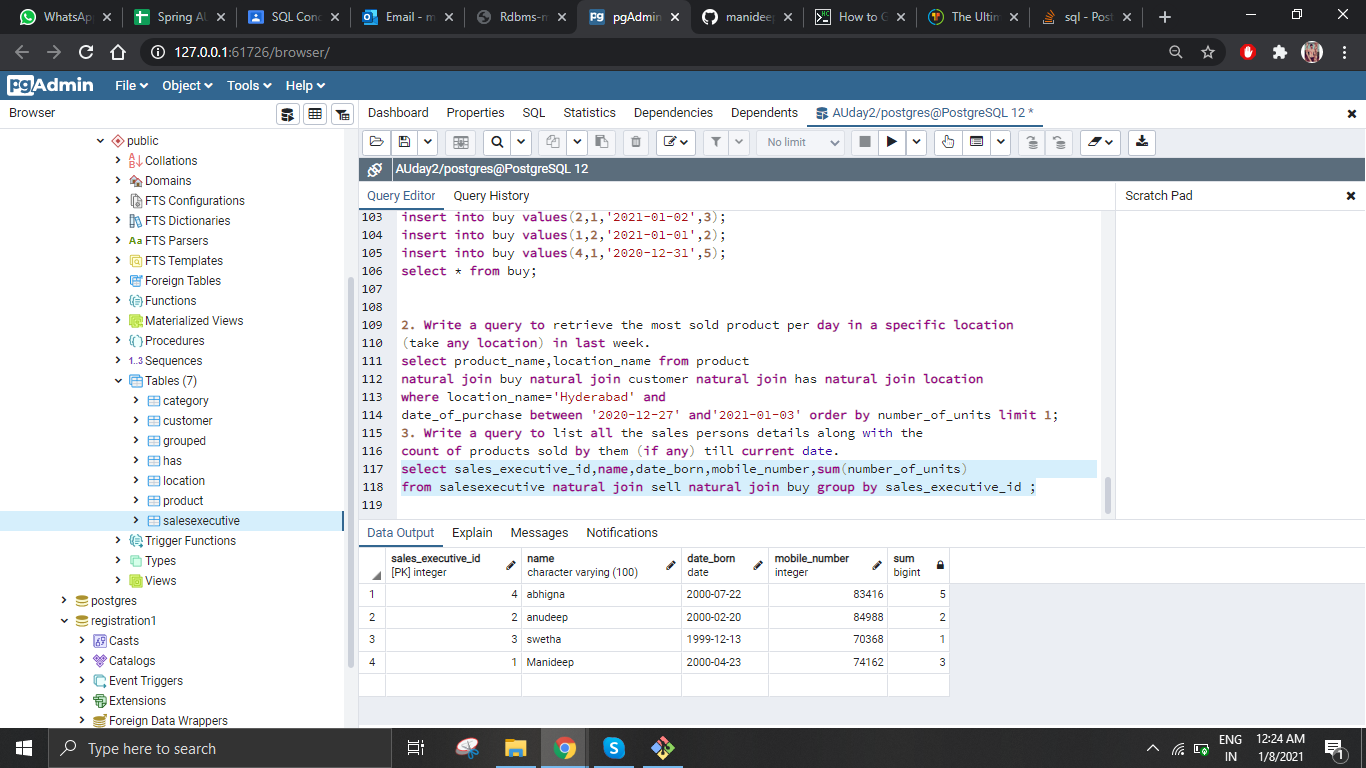 WhatsApp
Spring Al
SQL Conc
Email - m
Rdbms-m
pgAdmin
manideep
How to G
The Ultim
sql - Post
127.0.0.1:61726/browser/
pgAdmin File Object Tools Help
Browser
Dashboard Properties SQL Statistics Dependencies Dependents AUday2/postgres@PostgreSQL 12 *
No limit
AUday2/postgres@PostgreSQL 12
Query Editor Query History
Scratch Pad
public
Collations
Domains
FTS Configurations
FTS Dictionaries
Aa FTS Parsers
FTS Templates
Foreign Tables
Functions
Materialized Views
Procedures
1..3 Sequences
Tables (7)
category
customer
grouped
has
location
product
salesexecutive
Trigger Functions
Types
Views
postgres
registration1
Casts
Catalogs
Event Triggers
Extensions
Foreign Data Wrappers
103 insert into buy values(2,1,'2021-01-02',3);
104 insert into buy values(1,2,'2021-01-01',2);
105 insert into buy values(4,1,'2020-12-31',5);
106 select * from buy;
107
108
109 2. Write a query to retrieve the most sold product per day in a specific location
110 (take any location) in last week.
111 select product_name,location_name from product
112 natural join buy natural join customer natural join has natural join location
113 where location_name='Hyderabad' and
114 date_of_purchase between '2020-12-27' and'2021-01-03' order by number_of_units limit 1;
115 3. Write a query to list all the sales persons details along with the
116 count of products sold by them (if any) till current date.
117 select sales_executive_id,name,date_born,mobile_number,sum(number_of_units)
118 from salesexecutive natural join sell natural join buy group by sales_executive_id ;
119
Data Output Explain Messages Notifications
sales_executive_id name date_born mobile_number sum
[PK] integer character varying (100) date integer bigint
1 4 abhigna 2000-07-22 83416 5
2 2 anudeep 2000-02-20 84988 2
3 3 swetha 1999-12-13 70368 1
4 1 Manideep 2000-04-23 74162 3
Type here to search
ENG
IN
12:24 AM
1/8/2021
1